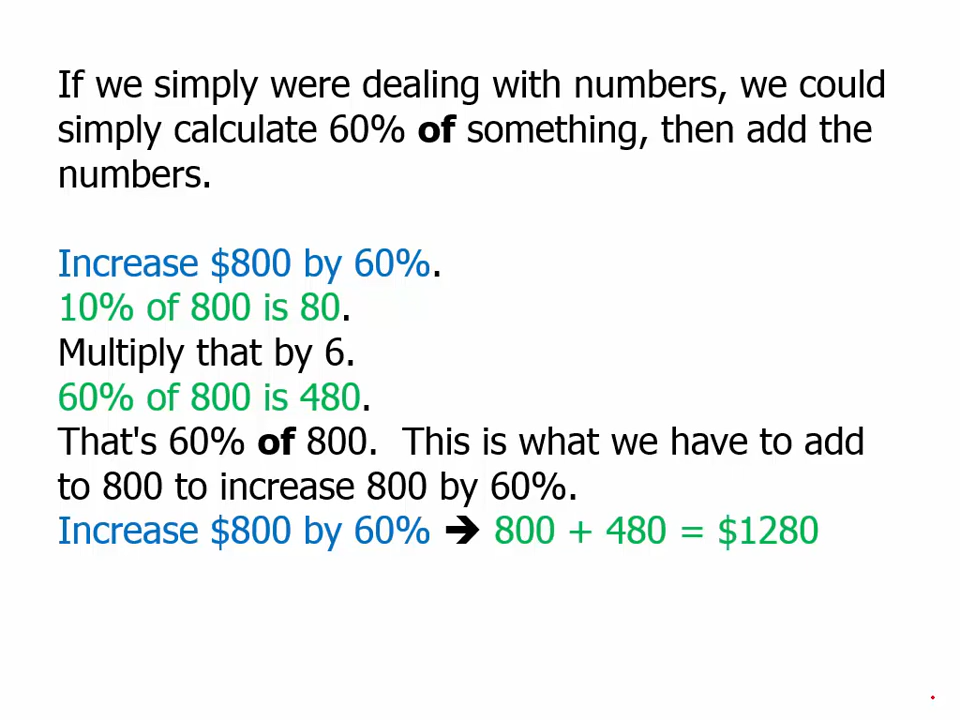 If we simply were dealing with numbers, we could
simply calculate 60% of something, then add the
numbers.
Increase $800 by 60%.
10% of 800 is 80.
Multiply that by 6.
60% of 800 is 480.
That's 60% of 800.  This is what we have to add
to 800 to increase 800 by 60%.
Increase $800 by 60% ➔ 800 + 480 = $1280